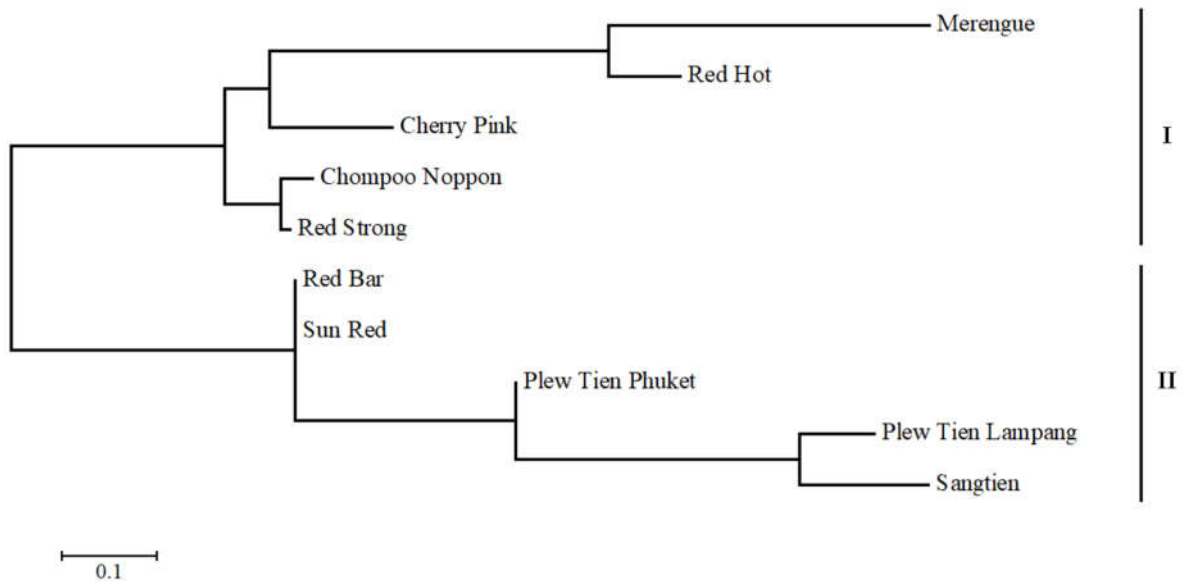 Merengue
Red Hot
Cherry Pink
I
Chompoo Noppon
Red Strong
Red Bar
Sun Red
Plew Tien Phuket
II
Plew Tien Lampang
Sangtien
0.1